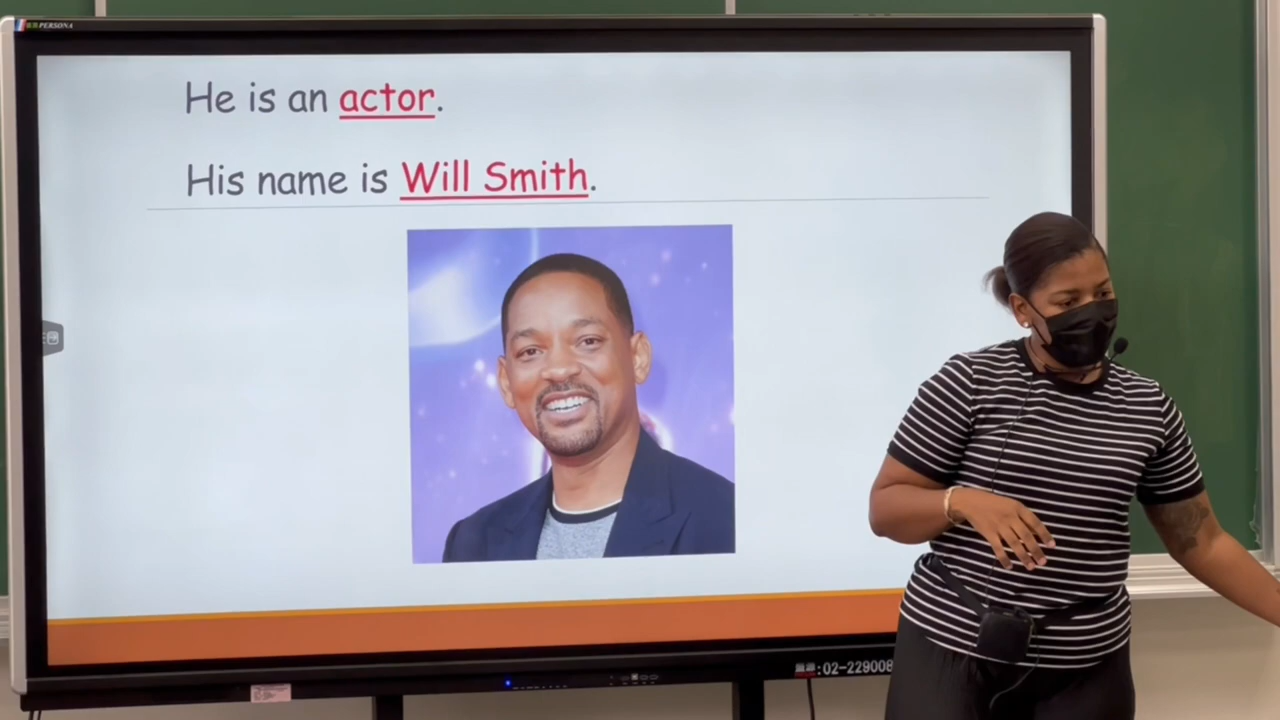 PERSONA
He is an actor.
His name is Will Smith.
:02-229008